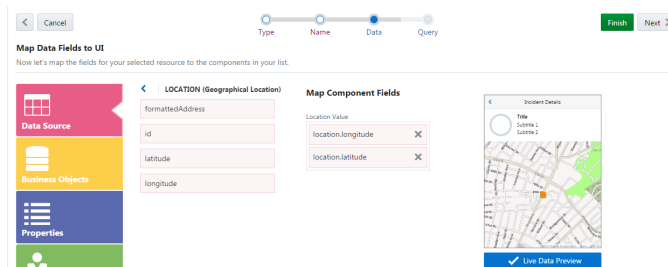 Cancel
Type
Name
Data
Query
Finish
Next
Map Data Fields to UI
Now let's map the fields for your selected resource to the components in your list.
Data Source
Business Objects
Properties
LOCATION (Geographical Location)
formattedAddress
id
latitude
longitude
Map Component Fields
Location Value
location.longitude
location.latitude
Incident Details
Title
Subtitle 1
Subtitle 2
Live Data Preview